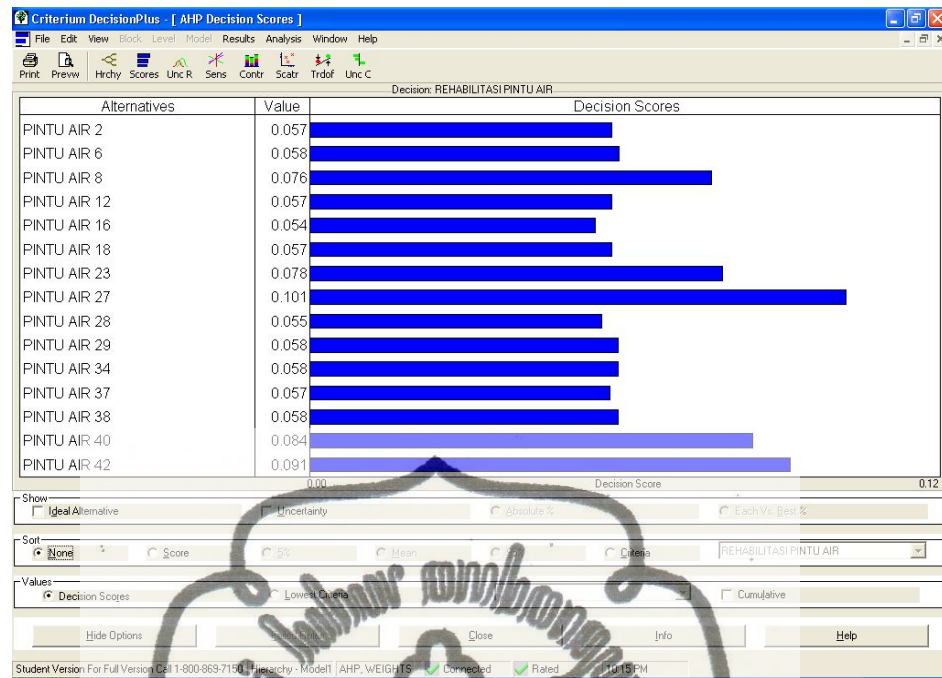 Criterium DecisionPlus - [ AHP Decision Scores ]
File Edit View Block Level Model Results Analysis Window Help
Print Prevw Hrchy Scores Unc R Sens Contr Scatr Trdof Unc C
Decision: REHABILITASI PINTU AIR
Alternatives Value Decision Scores
PINTU AIR 2 0.057
PINTU AIR 6 0.058
PINTU AIR 8 0.076
PINTU AIR 12 0.057
PINTU AIR 16 0.054
PINTU AIR 18 0.057
PINTU AIR 23 0.078
PINTU AIR 27 0.101
PINTU AIR 28 0.055
PINTU AIR 29 0.058
PINTU AIR 34 0.058
PINTU AIR 37 0.057
PINTU AIR 38 0.058
PINTU AIR 40 0.084
PINTU AIR 42 0.091
0.00 Decision Score 0.12
Show
Ideal Alternative Uncertainty Absolute % Each Vs. Best %
Sort
None Score C 5% Mean Criteria REHABILITASI PINTU AIR
Values
Decision Scores Lowest Criteria Cumulative
Hide Options Close Info Help
Student Version For Full Version Call 1-800-869-7150 Hierarchy - Model1 AHP, WEIGHTS Connected Rated 10:15 PM